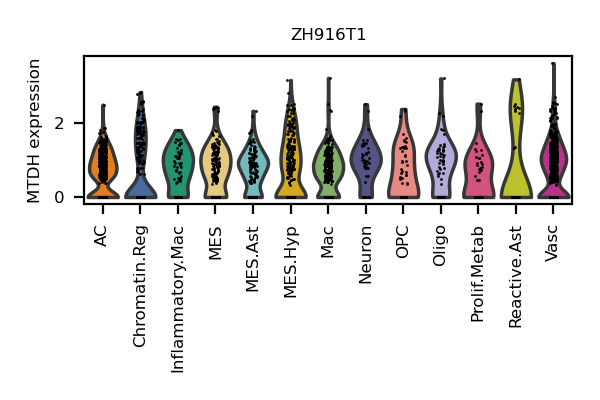 ZH916T1
MTDH expression
2
0
AC
Chromatin.Reg
Inflammatory.Mac
MES
MES.Ast
MES.Hyp
Mac
Neuron
OPC
Oligo
Prolif.Metab
Reactive.Ast
Vasc